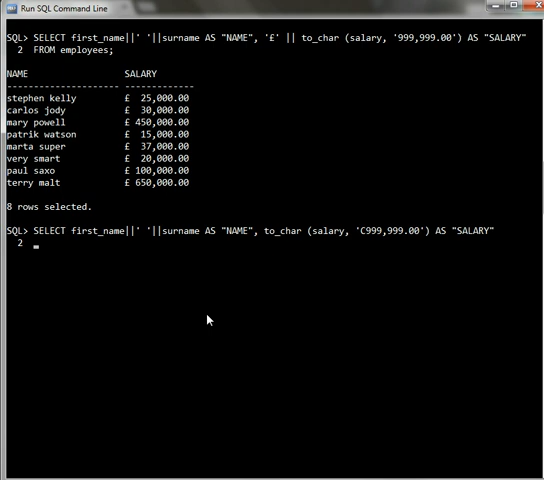 Run SQL Command Line
SQL> SELECT first_name||' '||surname AS "NAME", '£' || to_char (salary, '999,999.00') AS "SALARY"
2 FROM employees;
NAME SALARY
--------------------- -------------
stephen kelly £ 25,000.00
carlos jody £ 30,000.00
mary powell £ 450,000.00
patrik watson £ 15,000.00
marta super £ 37,000.00
very smart £ 20,000.00
paul saxo £ 100,000.00
terry malt £ 650,000.00
8 rows selected.
SQL> SELECT first_name||' '||surname AS "NAME", to_char (salary, 'C999,999.00') AS "SALARY"
2